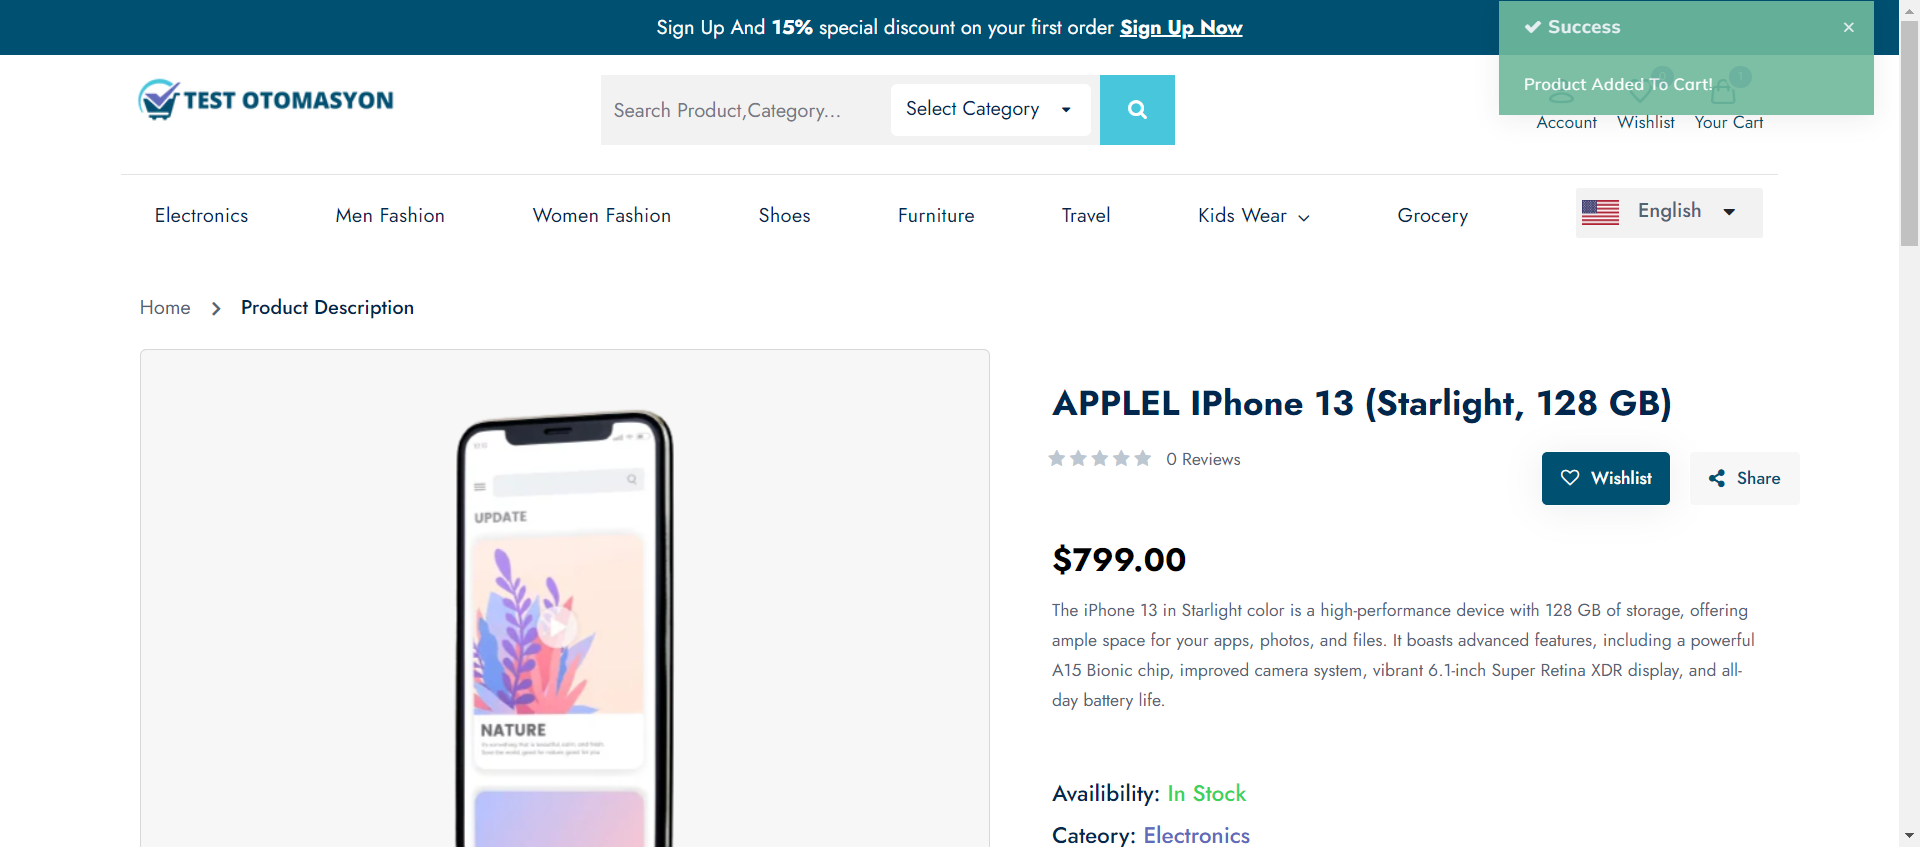 Sign Up And 15% special discount on your first order Sign Up Now
Success ×
Product Added To Cart!
TEST OTOMASYON
Search Product,Category...
Select Category
1
Account Wishlist Your Cart
Electronics Men Fashion Women Fashion Shoes Furniture Travel Kids Wear Grocery
English
Home Product Description
APPLEL IPhone 13 (Starlight, 128 GB)
0 Reviews
Wishlist
Share
$799.00
The iPhone 13 in Starlight color is a high-performance device with 128 GB of storage, offering
ample space for your apps, photos, and files. It boasts advanced features, including a powerful
A15 Bionic chip, improved camera system, vibrant 6.1-inch Super Retina XDR display, and all-
day battery life.
Availibility: In Stock
Cateory: Electronics
UPDATE
NATURE